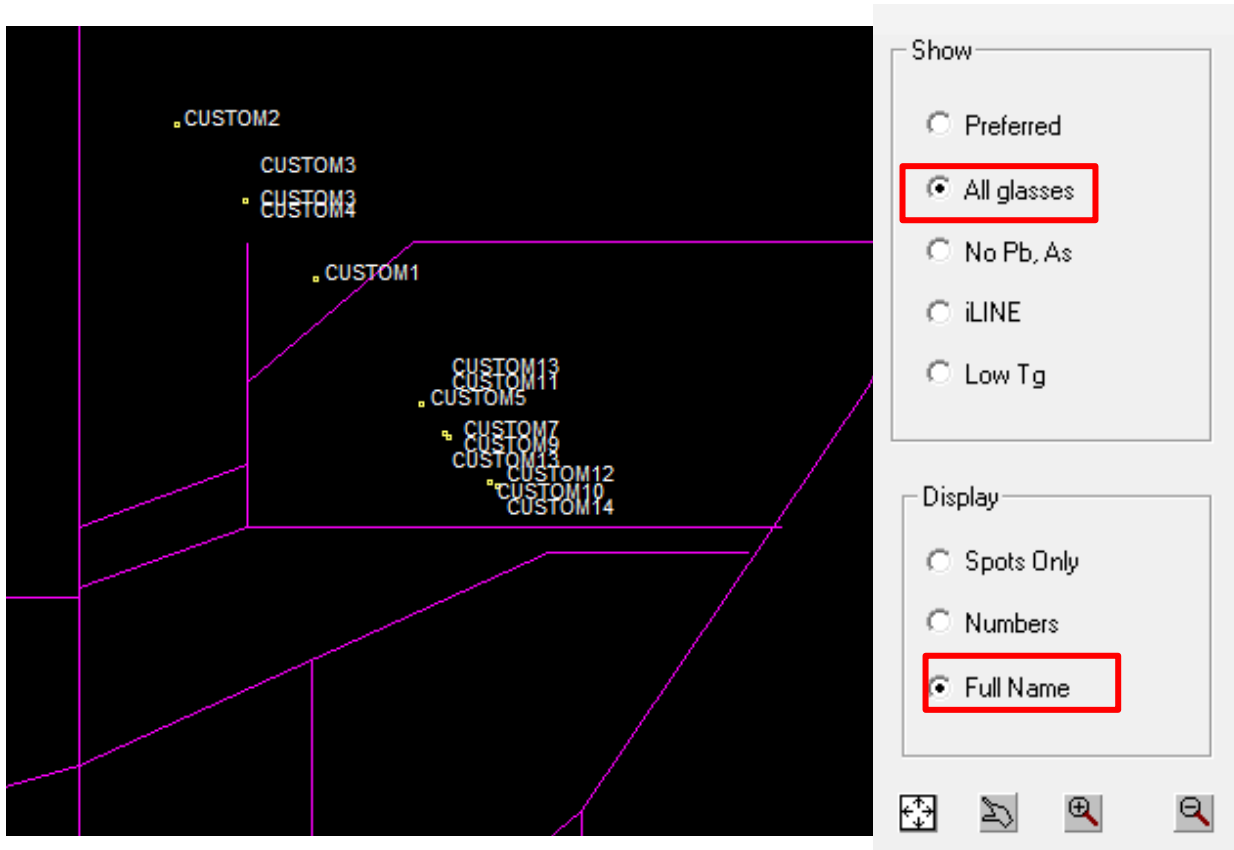 CUSTOM2
CUSTOM3
CUSTOM3
CUSTOM4
CUSTOM1
CUSTOM13
CUSTOM11
CUSTOM5
CUSTOM7
CUSTOM9
CUSTOM13
CUSTOM12
CUSTOM10
CUSTOM14
Show
Preferred
All glasses
No Pb, As
iLINE
Low Tg
Display
Spots Only
Numbers
Full Name